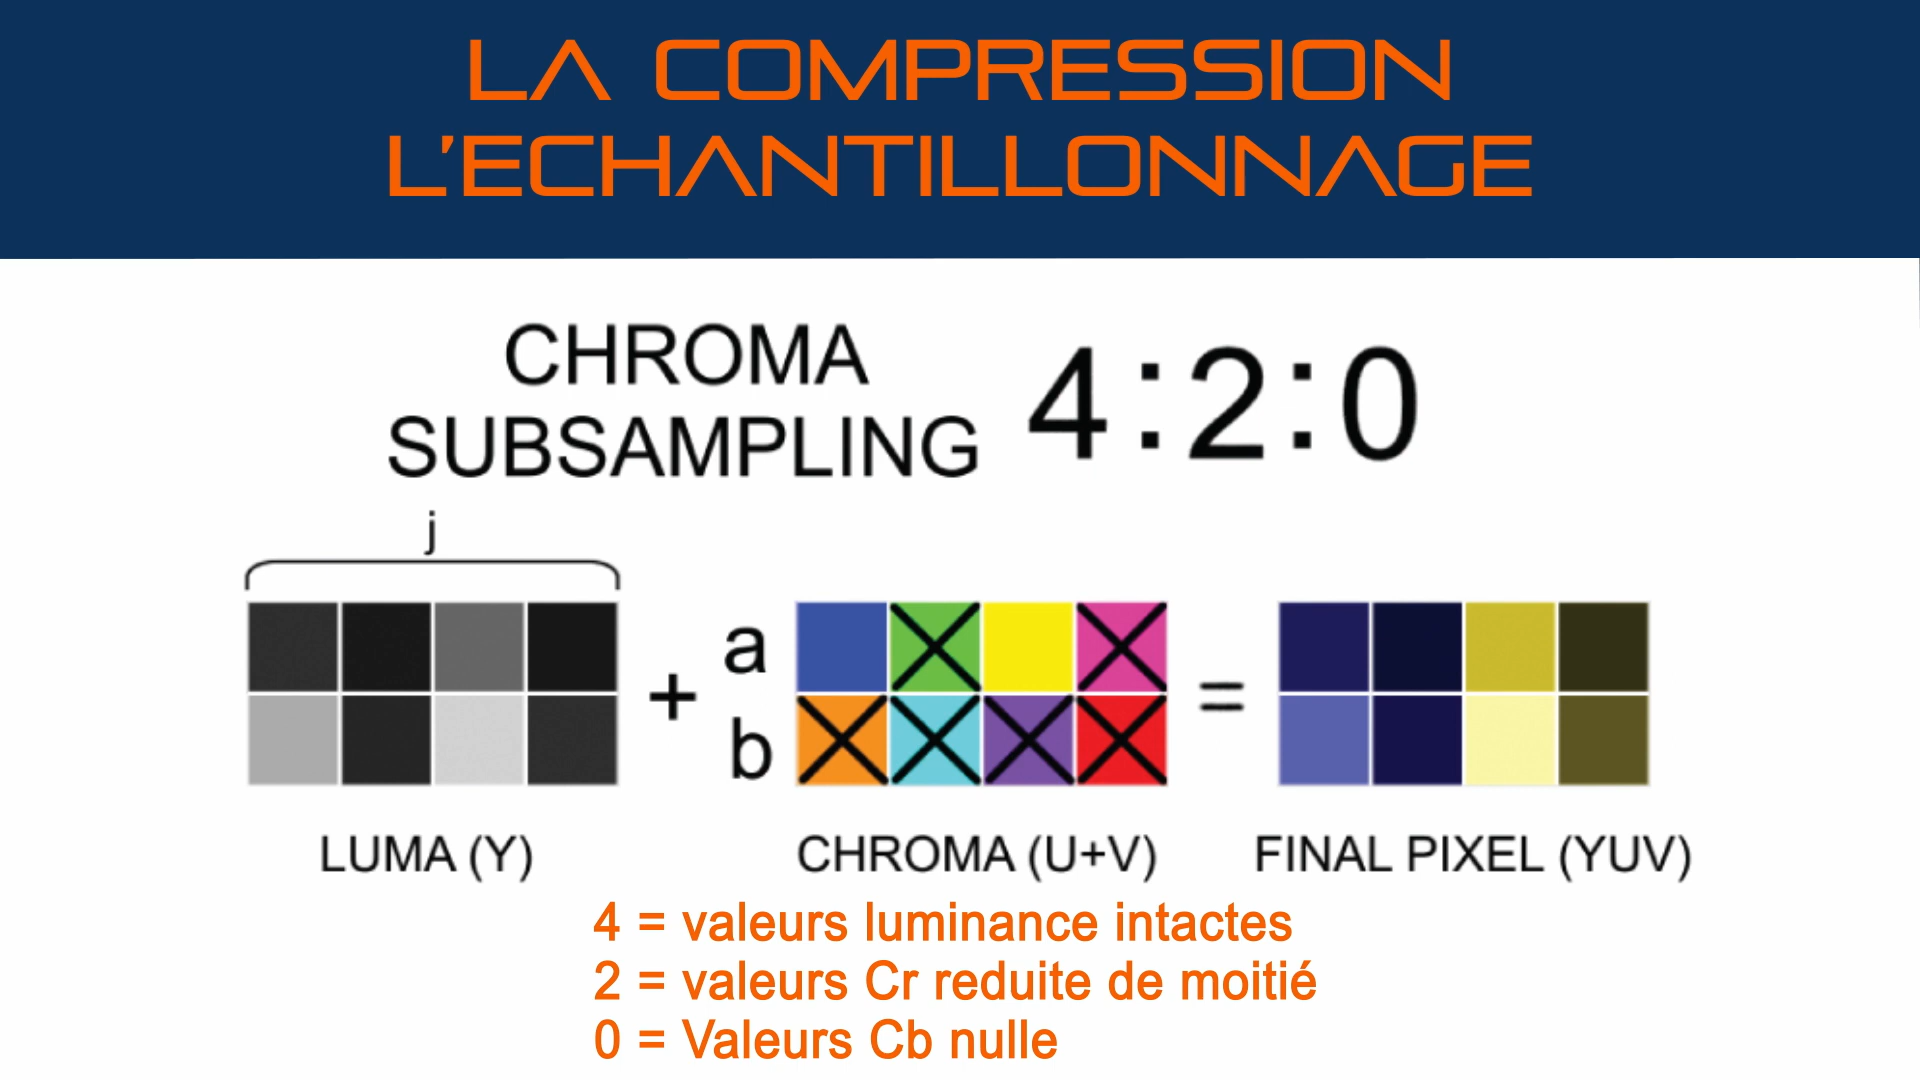 LA COMPRESSION
L'ECHANTILLONNAGE
CHROMA
SUBSAMPLING
4:2:0
j
+
a
b
=
LUMA (Y)
CHROMA (U+V)
FINAL PIXEL (YUV)
4 = valeurs luminance intactes
2 = valeurs Cr reduite de moitié
0 = Valeurs Cb nulle